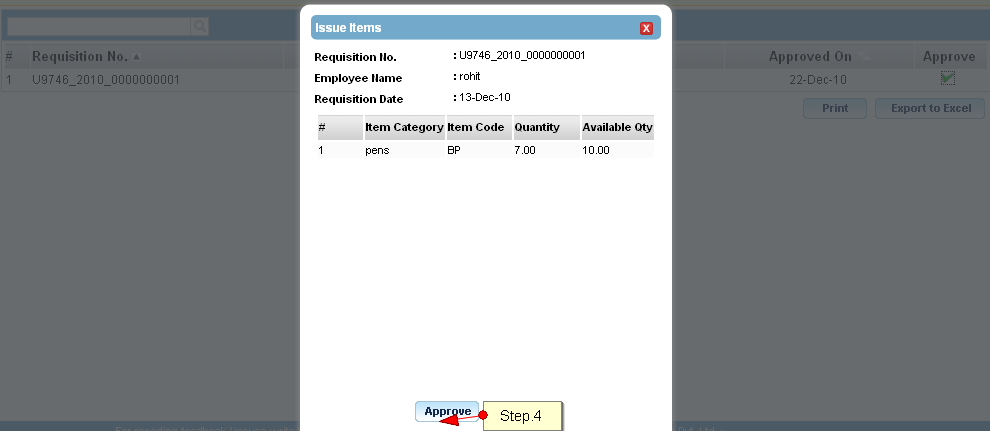 Issue Items
Requisition No. : U9746_2010_0000000001
Employee Name : rohit
Requisition Date : 13-Dec-10
# Item Category Item Code Quantity Available Qty
1 pens BP 7.00 10.00
Approve
Step.4
# Requisition No. Approved On Approve
1 U9746_2010_0000000001 22-Dec-10
Print Export to Excel